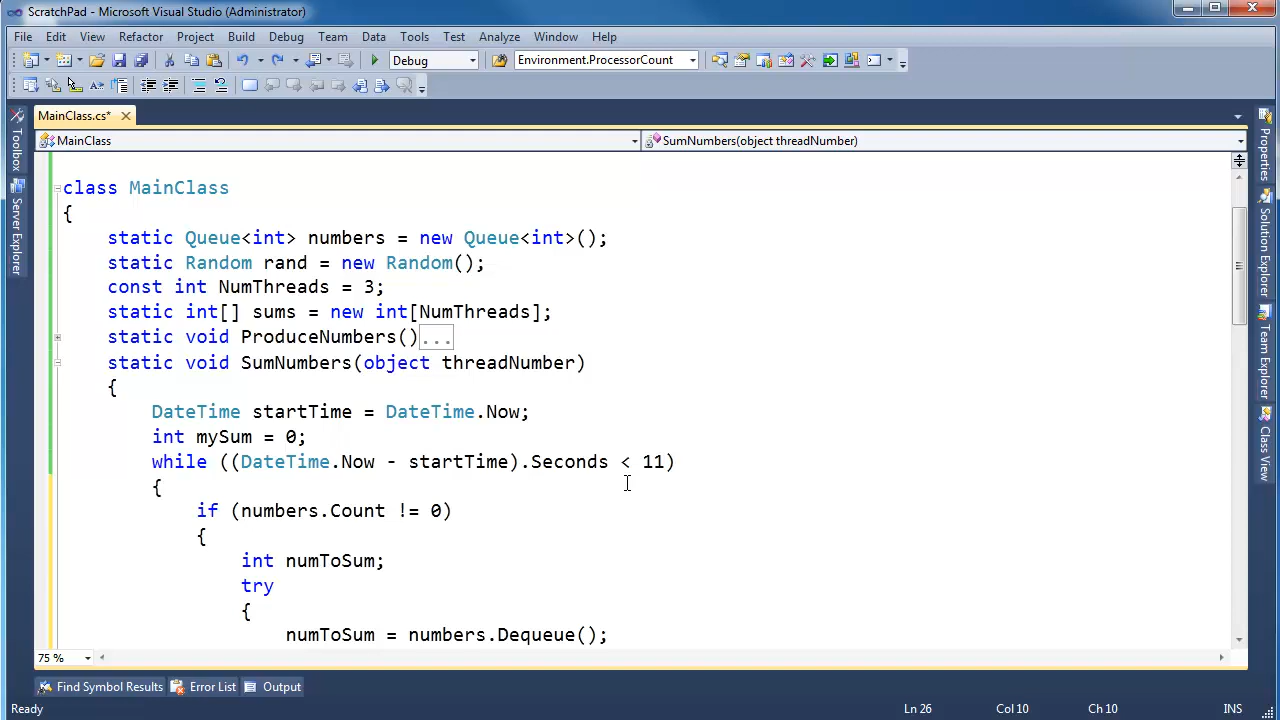 ScratchPad - Microsoft Visual Studio (Administrator)
File Edit View Refactor Project Build Debug Team Data Tools Test Analyze Window Help
Debug Environment.ProcessorCount
MainClass.cs*
MainClass SumNumbers(object threadNumber)
Toolbox
Server Explorer
class MainClass
{
static Queue<int> numbers = new Queue<int>();
static Random rand = new Random();
const int NumThreads = 3;
static int[] sums = new int[NumThreads];
static void ProduceNumbers()...
static void SumNumbers(object threadNumber)
{
DateTime startTime = DateTime.Now;
int mySum = 0;
while ((DateTime.Now - startTime).Seconds < 11)
{
if (numbers.Count != 0)
{
int numToSum;
try
{
numToSum = numbers.Dequeue();
Properties
Solution Explorer
Team Explorer
Class View
75 %
Find Symbol Results Error List Output
Ready Ln 26 Col 10 Ch 10 INS